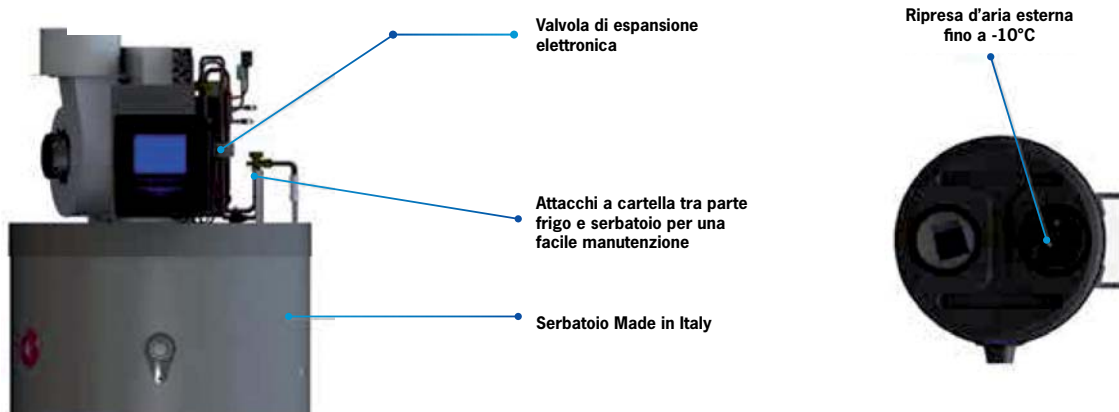 Valvola di espansione
elettronica
Attacchi a cartella tra parte
frigo e serbatoio per una
facile manutenzione
Serbatoio Made in Italy
Ripresa d'aria esterna
fino a -10°C